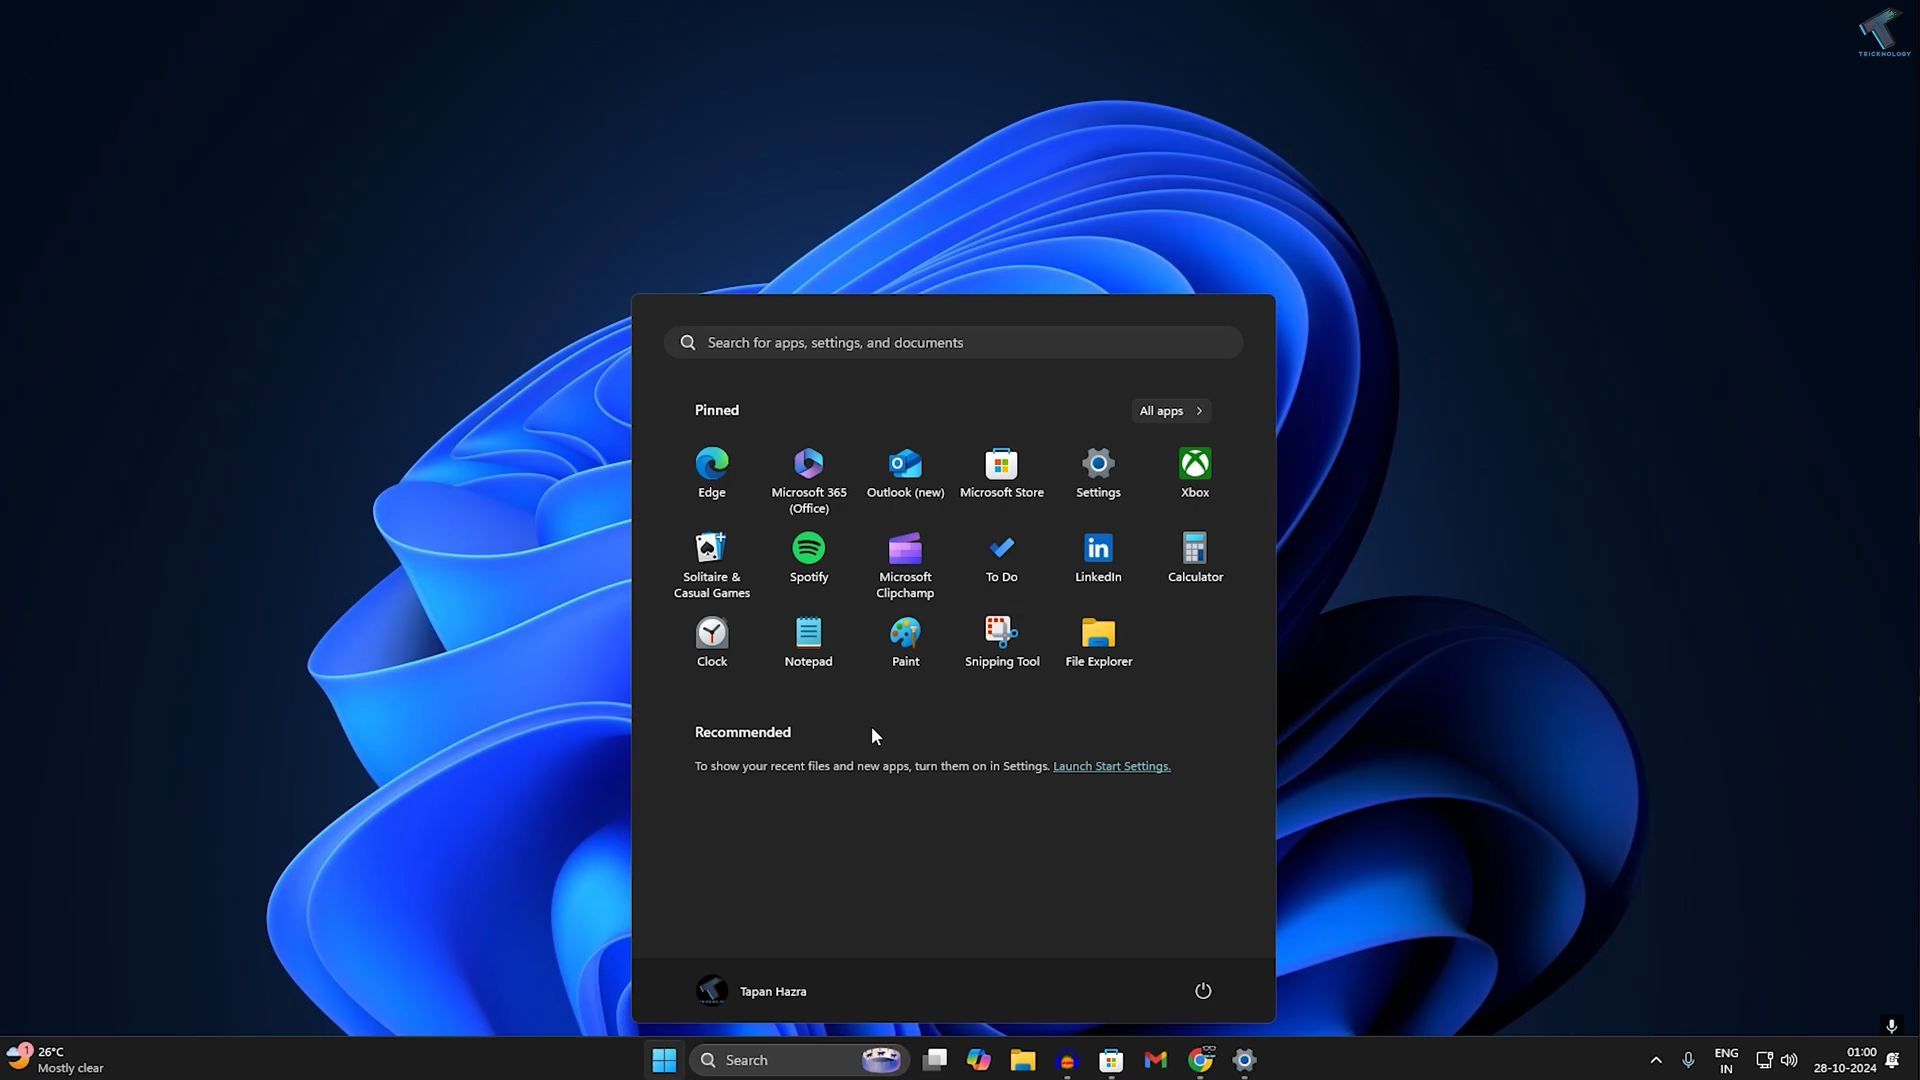 TRICKNOLOGY
Search for apps, settings, and documents
Pinned
All apps
Edge
Microsoft 365
(Office)
Outlook (new)
Microsoft Store
Settings
Xbox
Solitaire &
Casual Games
Spotify
Microsoft
Clipchamp
To Do
LinkedIn
Calculator
Clock
Notepad
Paint
Snipping Tool
File Explorer
Recommended
To show your recent files and new apps, turn them on in Settings. Launch Start Settings.
Tapan Hazra
1
26°C
Mostly clear
Search
ENG
IN
01:00
28-10-2024